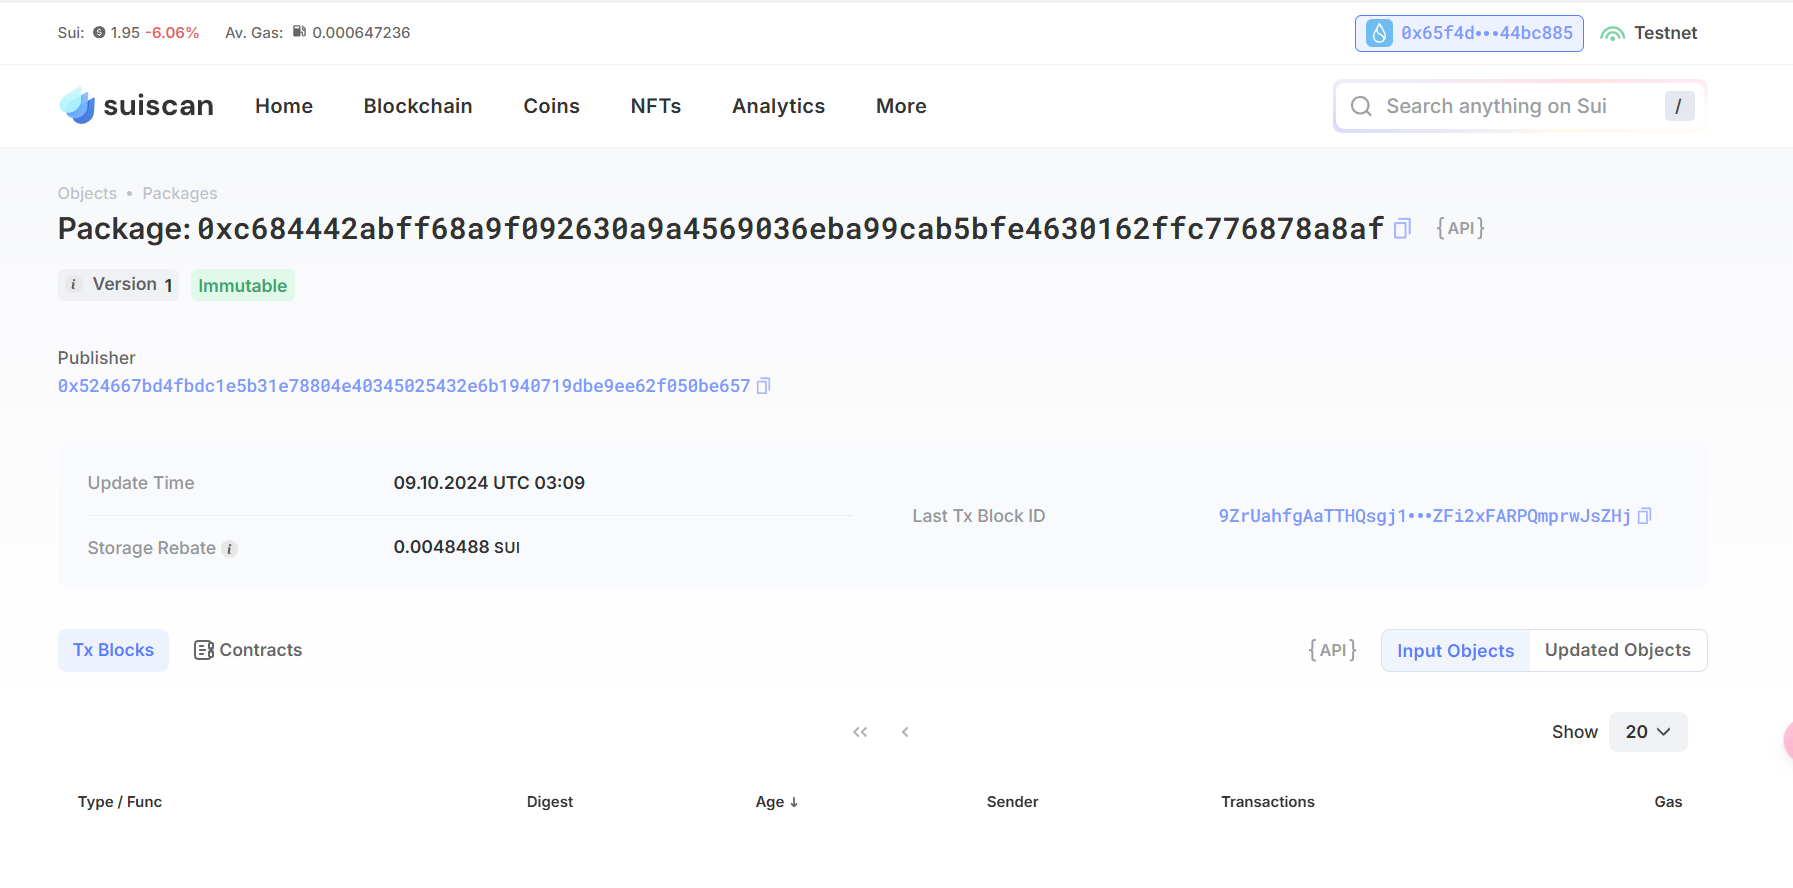 Sui: 1.95 -6.06% Av. Gas: 0.000647236
0x65f4d•••44bc885 Testnet
suiscan Home Blockchain Coins NFTs Analytics More
Search anything on Sui /
Objects • Packages
Package: 0xc684442abff68a9f092630a9a4569036eba99cab5bfe4630162ffc776878a8af {API}
i Version 1 Immutable
Publisher
0x524667bd4fbdc1e5b31e78804e40345025432e6b1940719dbe9ee62f050be657
Update Time 09.10.2024 UTC 03:09
Last Tx Block ID 9ZrUahfgAaTTHQsgj1•••ZFi2xFARPQmprwJsZHj
Storage Rebate i 0.0048488 SUI
Tx Blocks Contracts {API} Input Objects Updated Objects
Show 20
Type / Func Digest Age ↓ Sender Transactions Gas